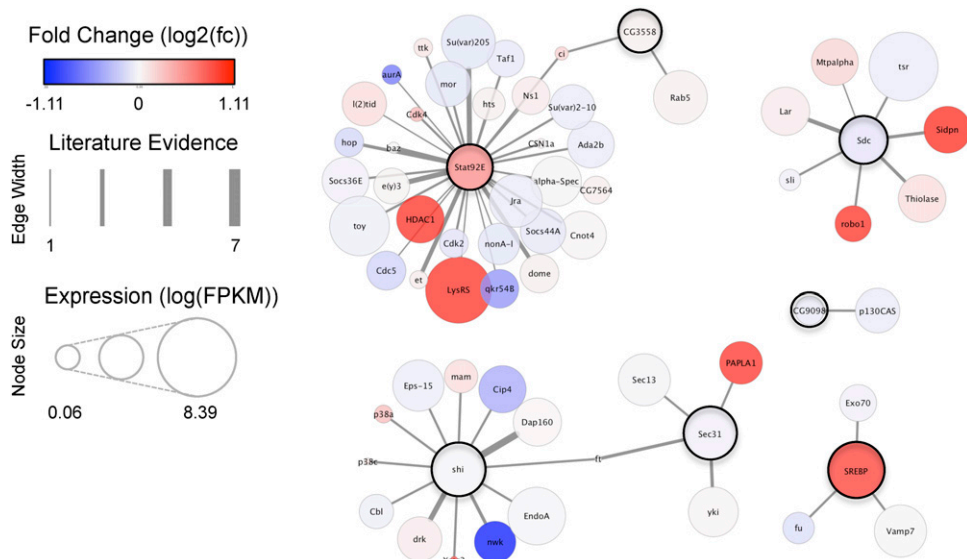 Fold Change (log2(fc))
-1.11 0 1.11
Literature Evidence
Edge Width
1 7
Expression (log(FPKM))
Node Size
0.06 8.39
Su(var)205
ttk
Taf1
aurA
mor
ci
CG3558
l(2)tid
Cdk4
hts
Ns1
Su(var)2-10
Rab5
hop
baz
CSN1a
Ada2b
Stat92E
Socs36E
e(y)3
alpha-Spec
CG7564
Jra
toy
HDAC1
Socs44A
Cnot4
Cdk2
nonA-l
Cdc5
et
dome
LysRS
qkr54B
Mtpalpha
tsr
Lar
Sidpn
Sdc
sli
Thiolase
robo1
CG9098
p130CAS
Eps-15
mam
Cip4
p38a
Dap160
p38c
shi
ft
Cbl
EndoA
drk
nwk
PAPLA1
Sec13
Sec31
yki
Exo70
SREBP
fu
Vamp7